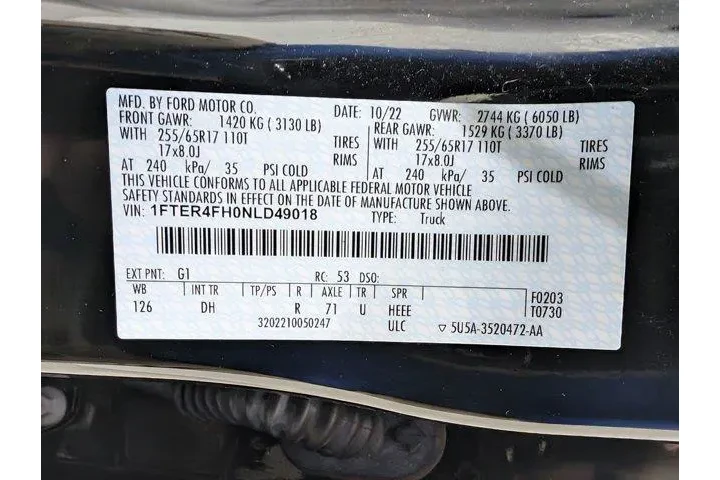 MFD. BY FORD MOTOR CO. DATE: 10/22 GVWR: 2744 KG ( 6050 LB)
FRONT GAWR: 1420 KG ( 3130 LB) REAR GAWR: 1529 KG ( 3370 LB)
WITH 255/65R17 110T TIRES WITH 255/65R17 110T TIRES
17x8.0J RIMS 17x8.0J RIMS
AT 240 kPa/ 35 PSI COLD AT 240 kPa/ 35 PSI COLD
THIS VEHICLE CONFORMS TO ALL APPLICABLE FEDERAL MOTOR VEHICLE
SAFETY STANDARDS IN EFFECT ON THE DATE OF MANUFACTURE SHOWN ABOVE.
VIN: 1FTER4FH0NLD49018 TYPE: Truck
EXT PNT: G1 RC: 53 DSO:
WB INT TR TP/PS R AXLE TR SPR F0203
126 DH R 71 U HEEE T0730
3202210050247 ULC ▽ 5U5A-3520472-AA